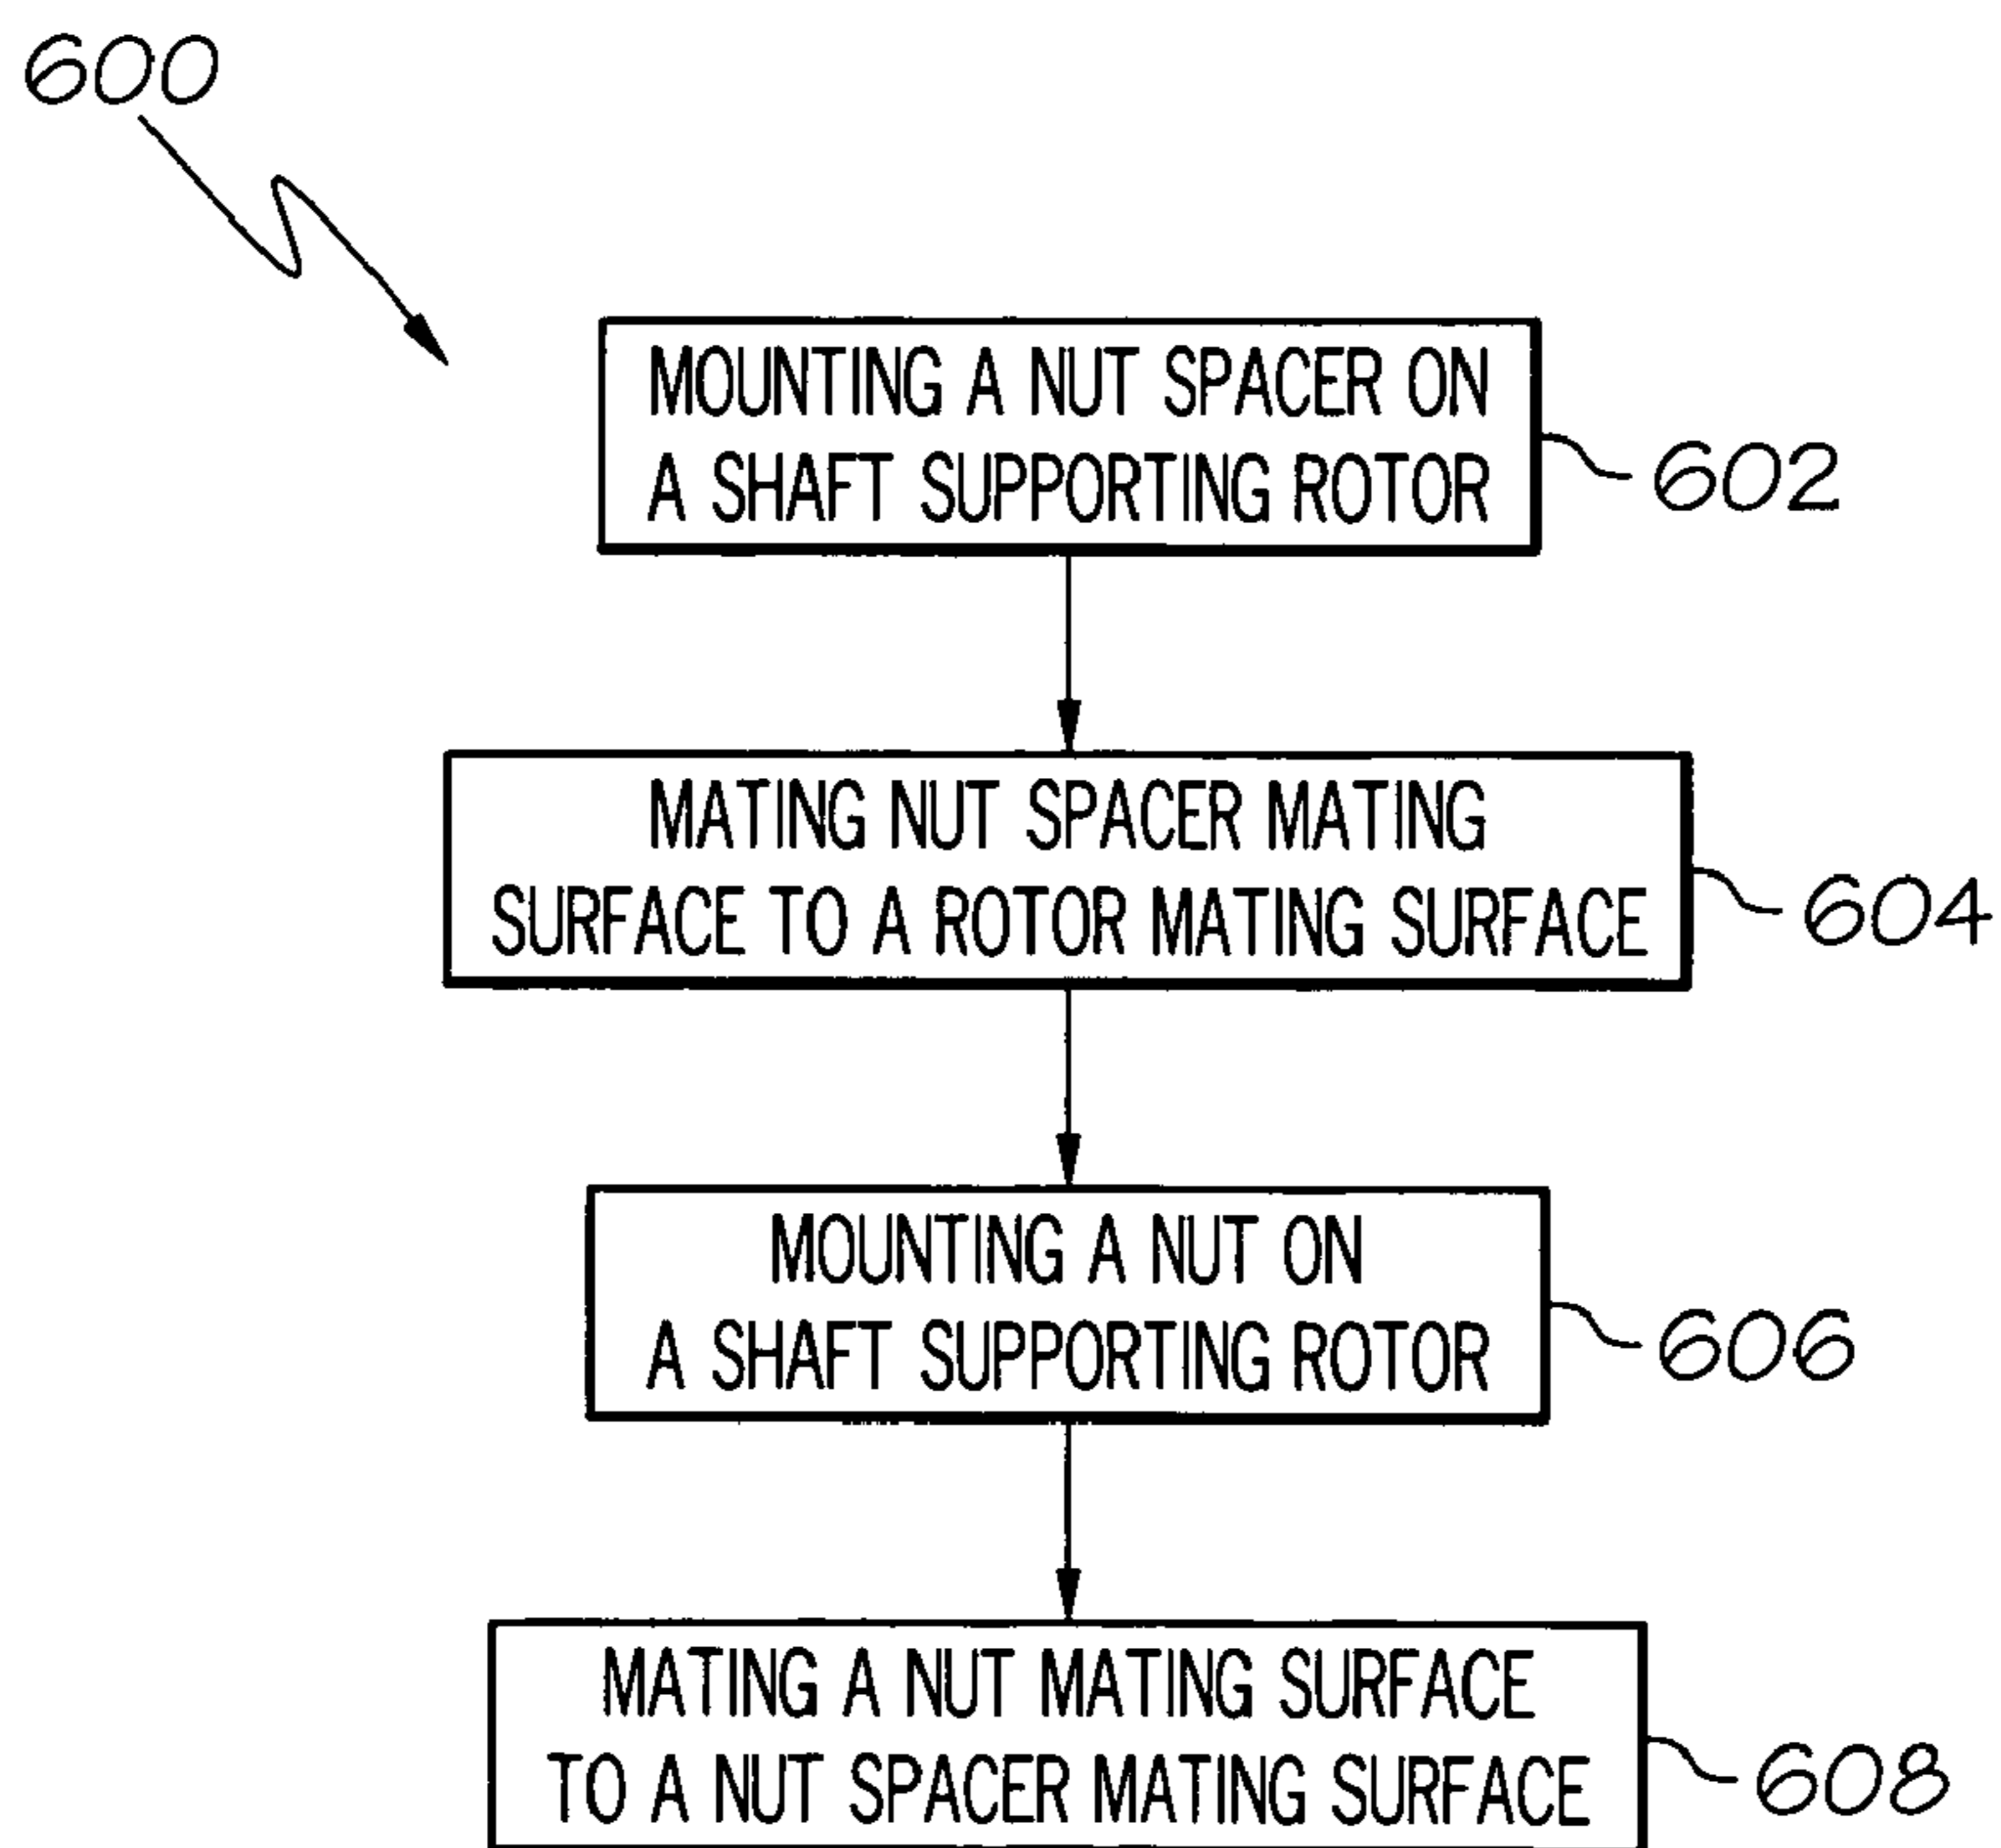 600
MOUNTING A NUT SPACER ON
A SHAFT SUPPORTING ROTOR
602
MATING NUT SPACER MATING
SURFACE TO A ROTOR MATING SURFACE
604
MOUNTING A NUT ON
A SHAFT SUPPORTING ROTOR
606
MATING A NUT MATING SURFACE
TO A NUT SPACER MATING SURFACE
608